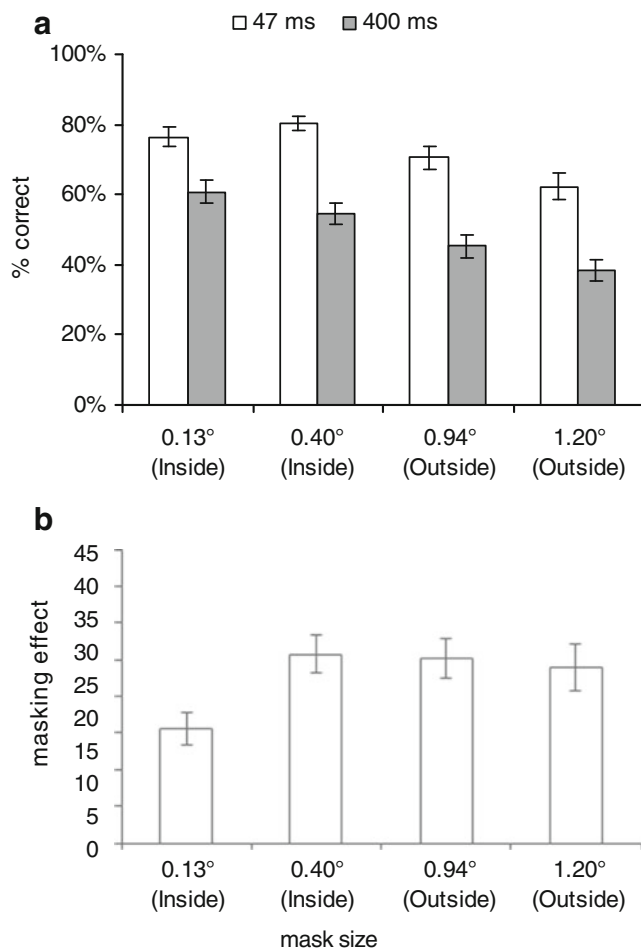 a
47 ms 400 ms
100%
80%
60%
40%
20%
0%
% correct
0.13° 0.40° 0.94° 1.20°
(Inside) (Inside) (Outside) (Outside)
b
45
40
35
30
25
20
15
10
5
0
masking effect
0.13° 0.40° 0.94° 1.20°
(Inside) (Inside) (Outside) (Outside)
mask size